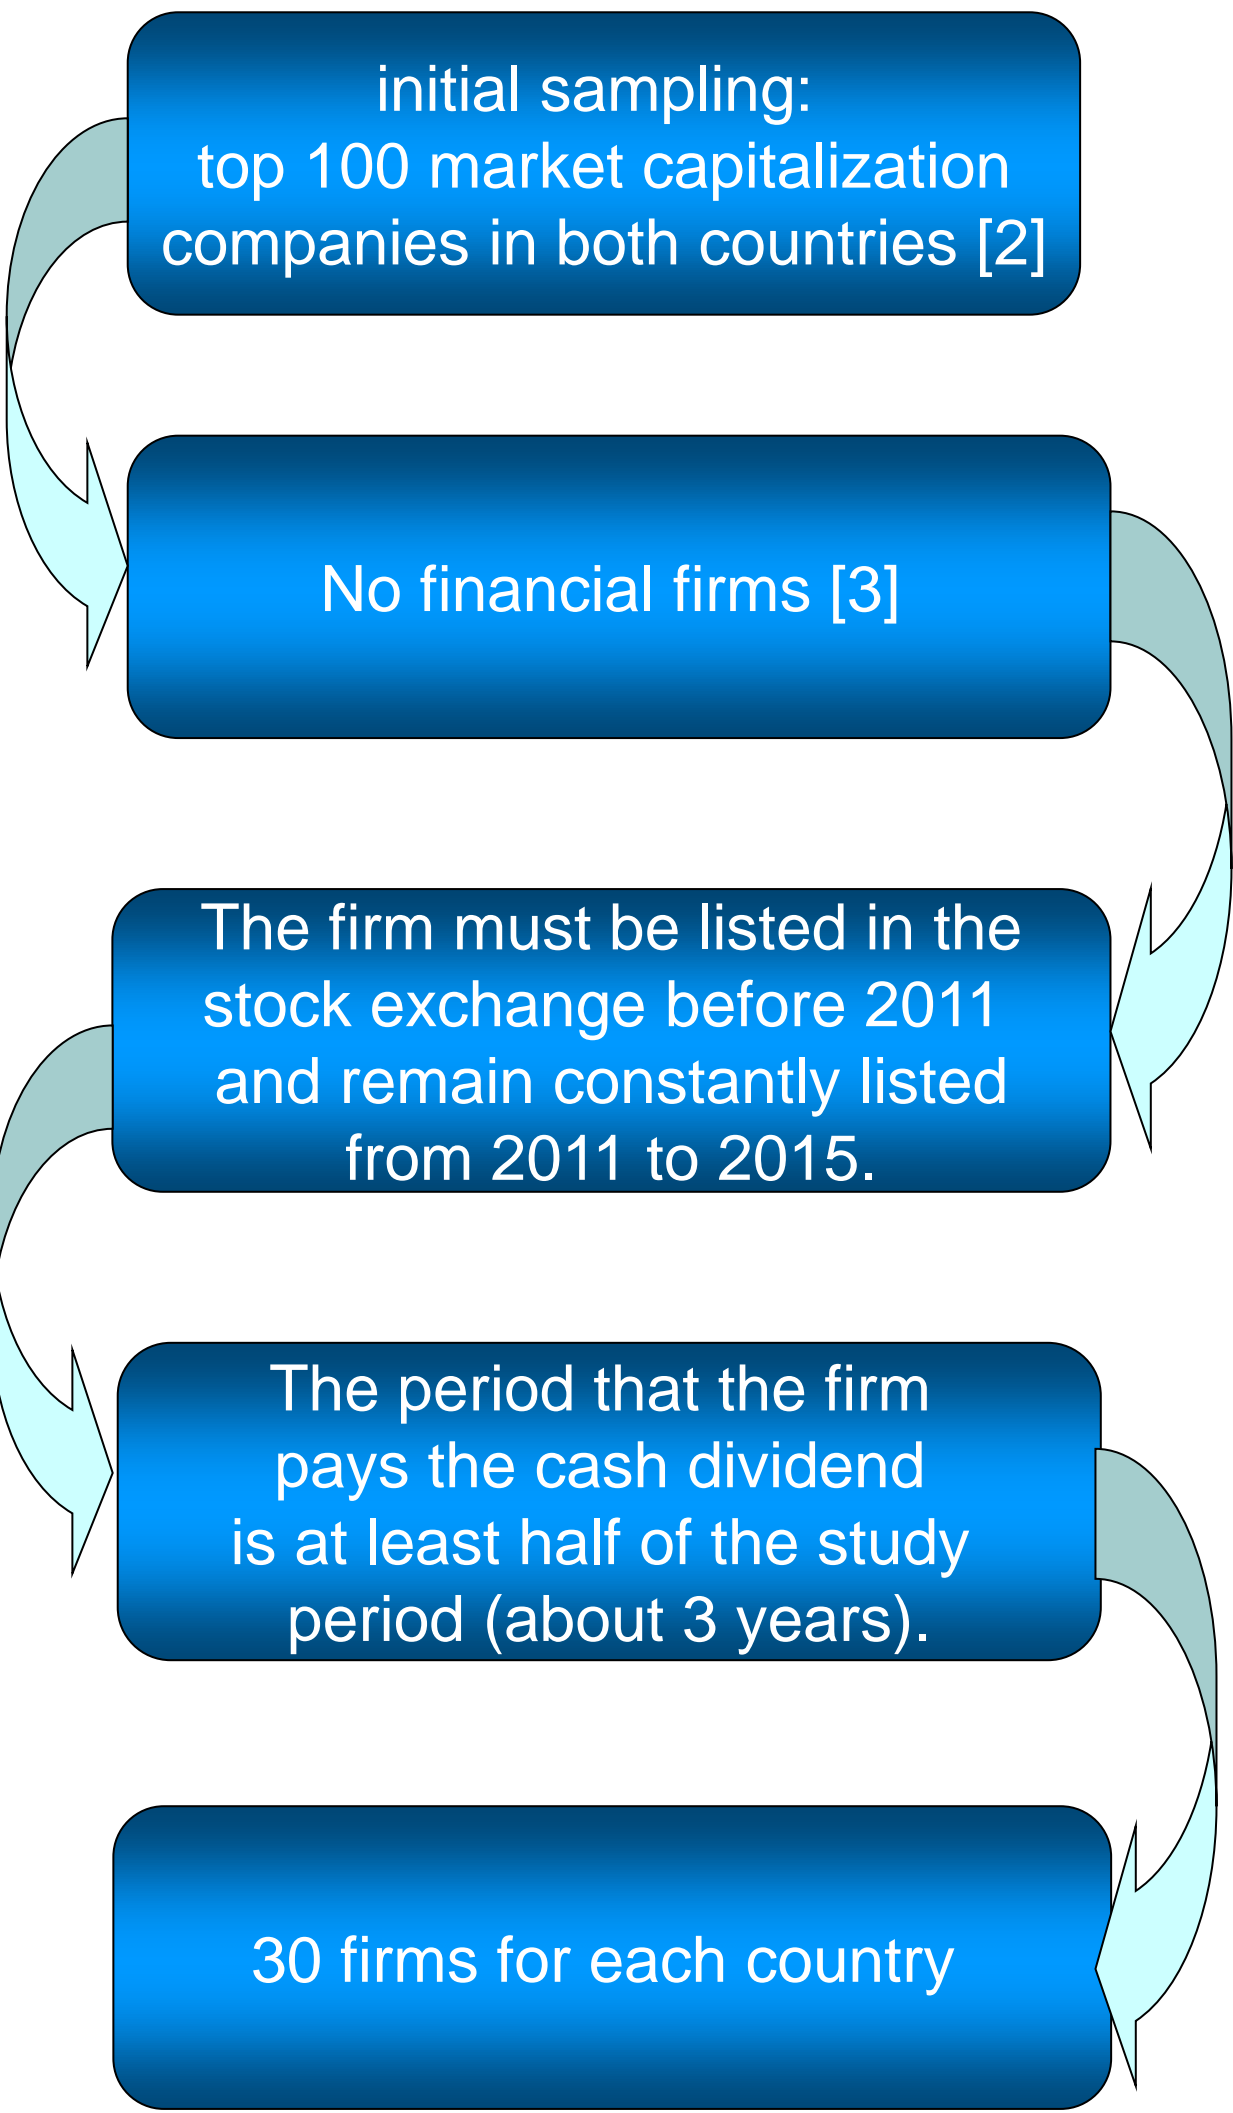 initial sampling:
top 100 market capitalization
companies in both countries [2]
No financial firms [3]
The firm must be listed in the
stock exchange before 2011
and remain constantly listed
from 2011 to 2015.
The period that the firm
pays the cash dividend
is at least half of the study
period (about 3 years).
30 firms for each country